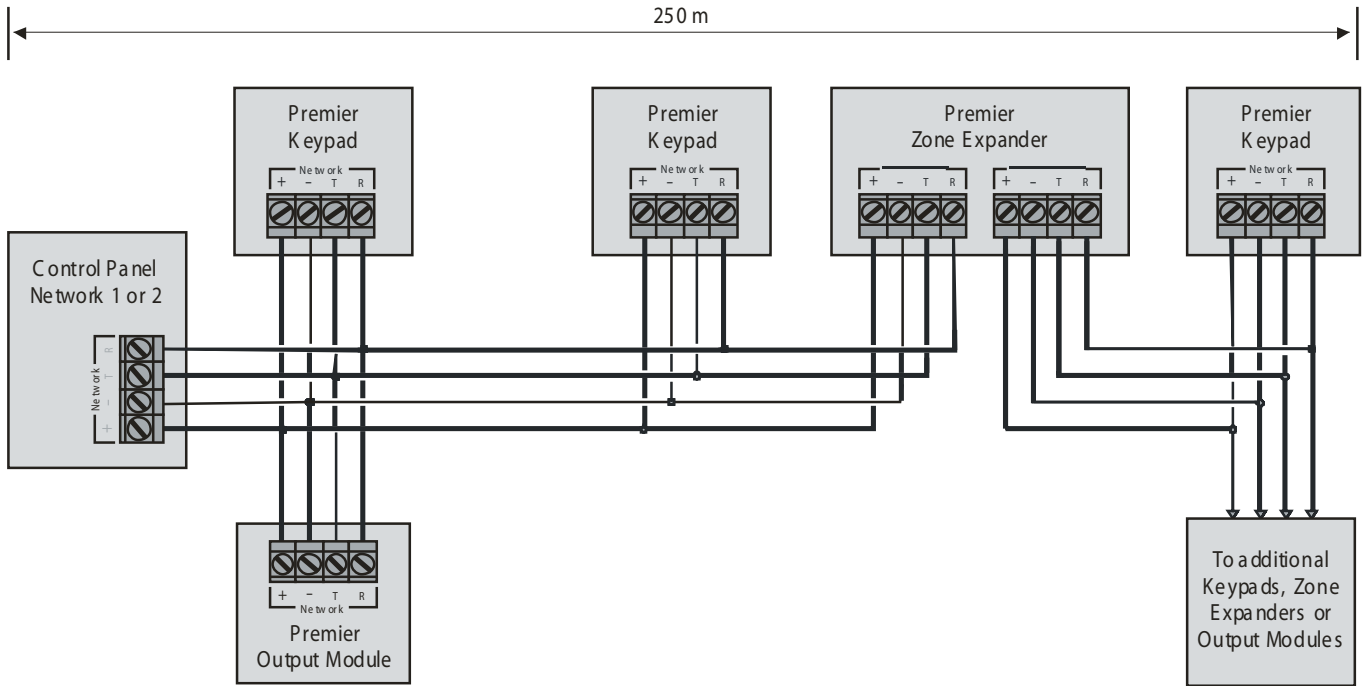 250 m
Premier
Keypad
Network
+ – T R
Premier
Keypad
Network
+ – T R
Premier
Zone Expander
+ – T R
+ – T R
Premier
Keypad
Network
+ – T R
Control Panel
Network 1 or 2
Network
R
T
-
+
+ – T R
Network
Premier
Output Module
To additional
Keypads, Zone
Expanders or
Output Modules